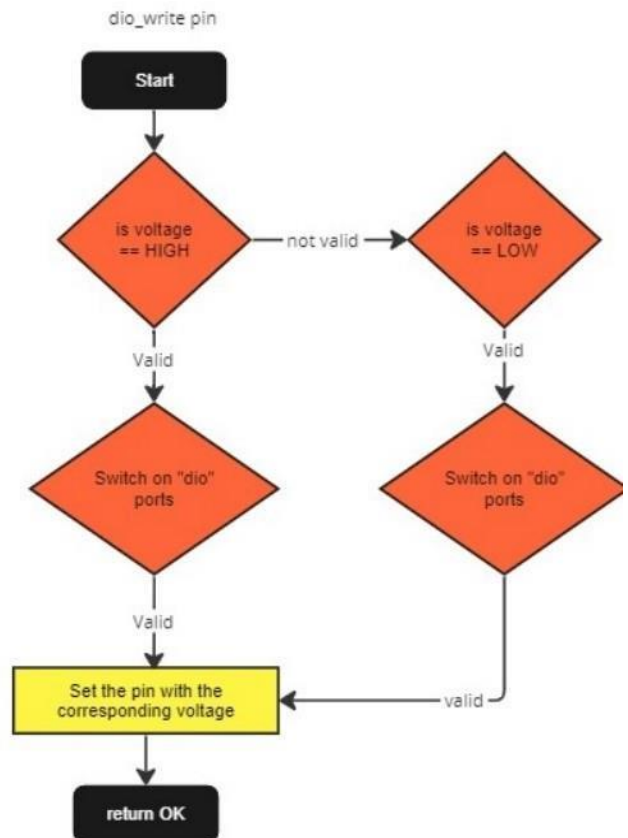 dio_write pin
Start
is voltage
== HIGH
not valid
is voltage
== LOW
Valid
Valid
Switch on "dio"
ports
Switch on "dio"
ports
Valid
Set the pin with the
corresponding voltage
valid
return OK